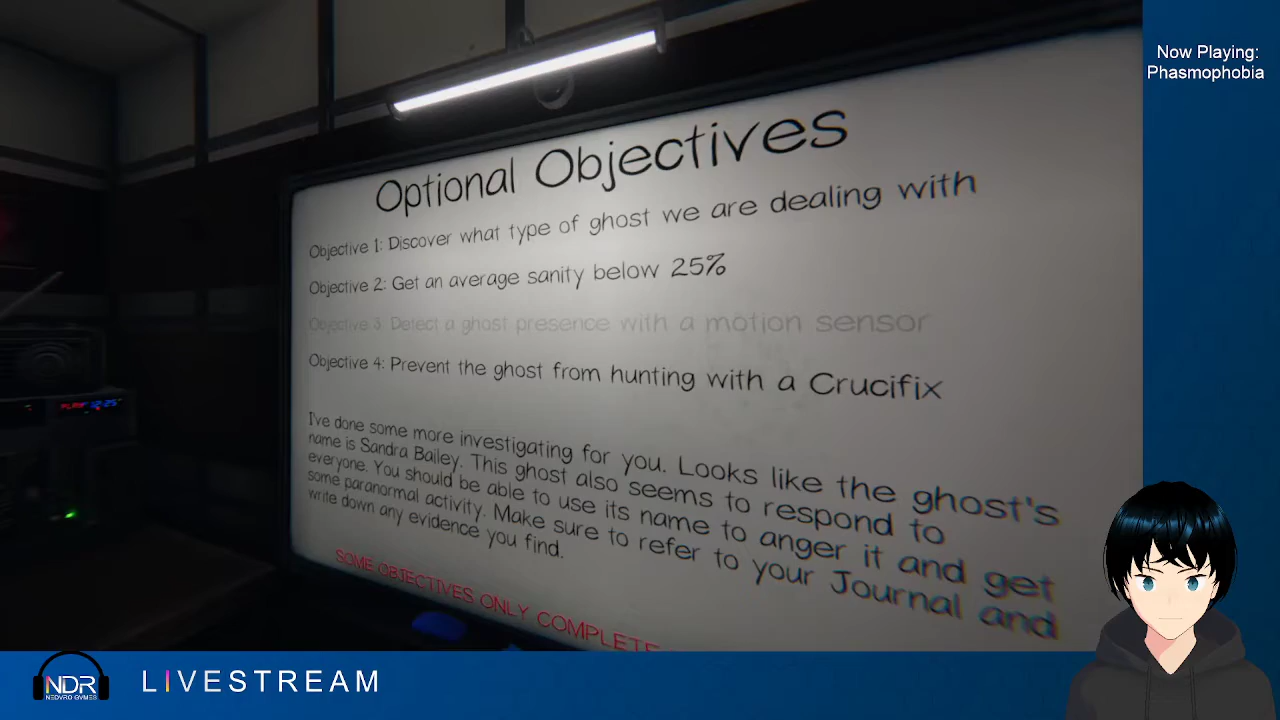 Now Playing:
Phasmophobia
Optional Objectives
Objective 1: Discover what type of ghost we are dealing with
Objective 2: Get an average sanity below 25%
Objective 3: Detect a ghost presence with a motion sensor
Objective 4: Prevent the ghost from hunting with a Crucifix
I've done some more investigating for you. Looks like the ghost's
name is Sandra Bailey. This ghost also seems to respond to
everyone. You should be able to use its name to anger it and get
some paranormal activity. Make sure to refer to your Journal and
write down any evidence you find.
SOME OBJECTIVES ONLY COMPLETE
PLAY 12:25
NDR
NEOVRO GVMES
LIVESTREAM